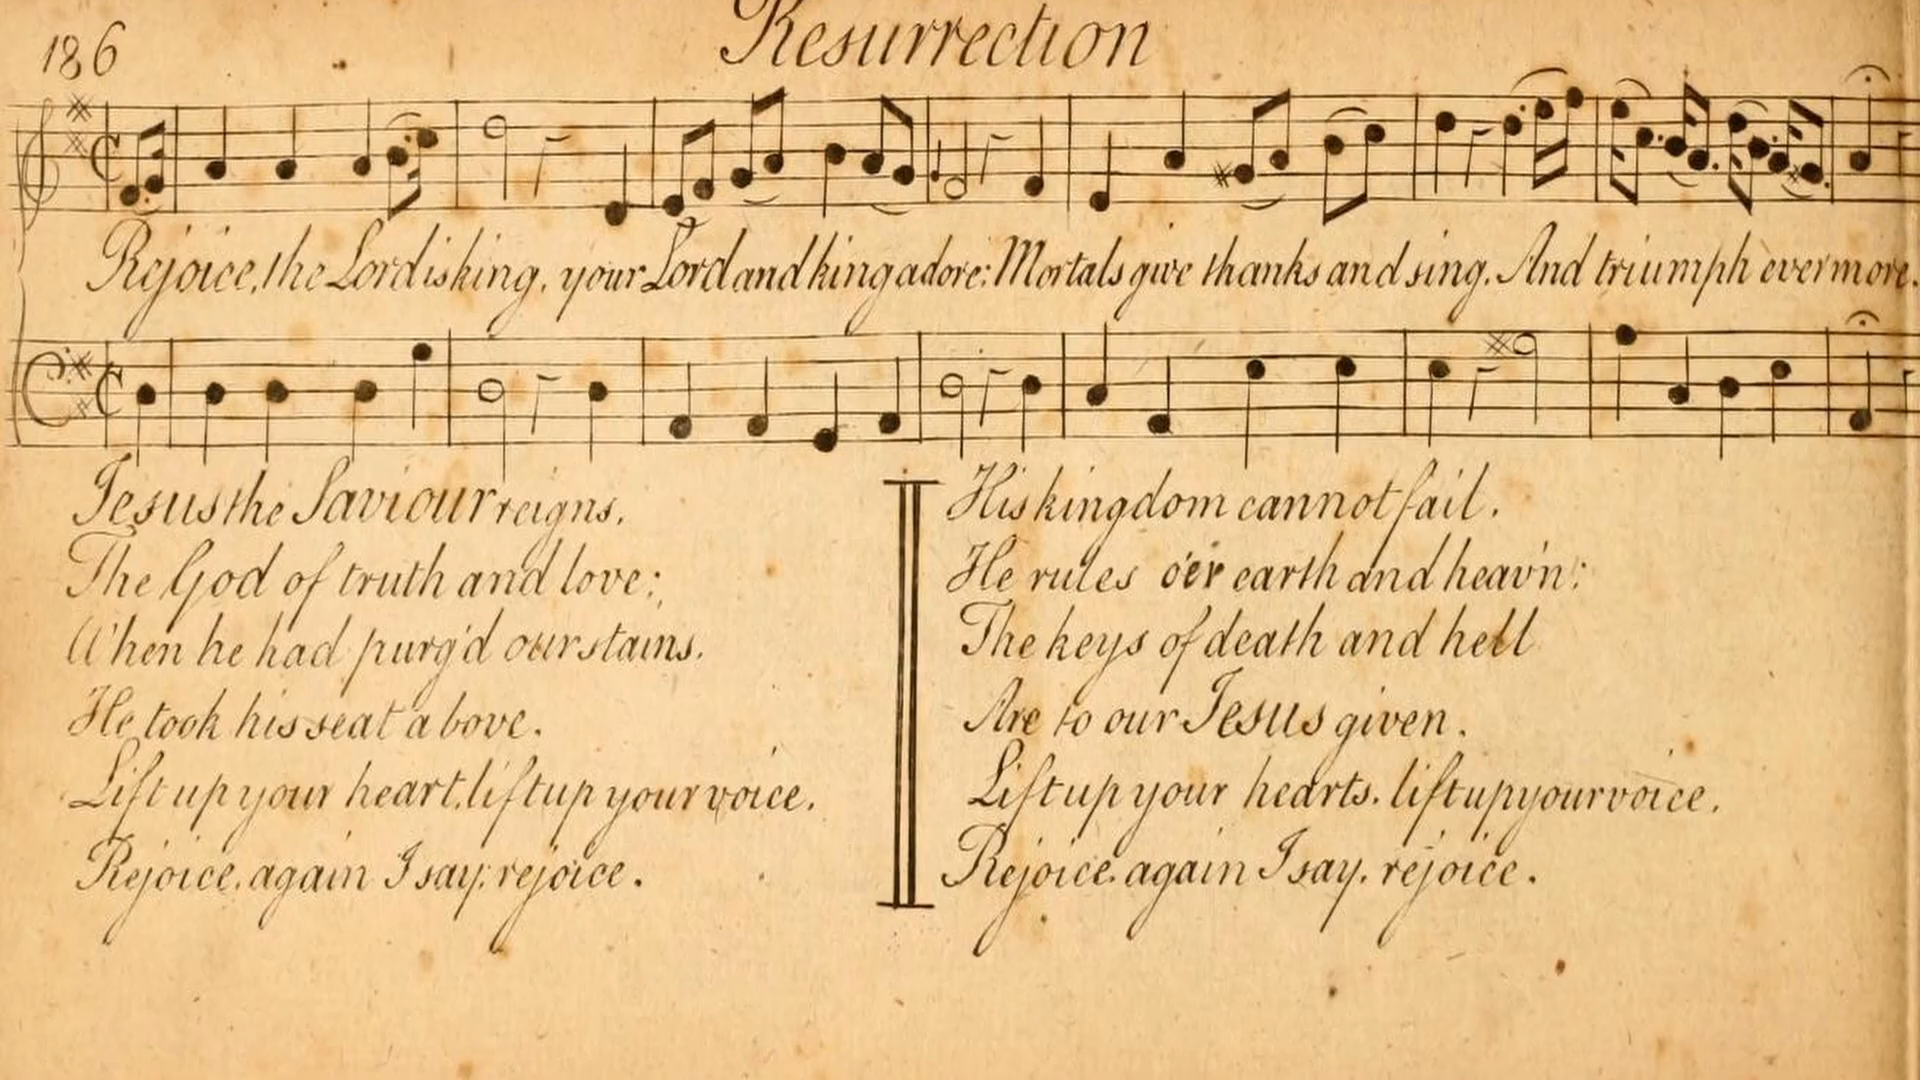 186
Resurrection
Rejoice, the Lord is king, your Lord and king adore: Mortals give thanks and sing. And triumph evermore.
Jesus the Saviour reigns.
The God of truth and love:
When he had purg'd our stains.
He took his seat above.
Lift up your heart, lift up your voice.
Rejoice, again I say; rejoice.
His kingdom cannot fail.
He rules o'er earth and heav'n:
The keys of death and hell
Are to our Jesus given.
Lift up your hearts. lift up your voice.
Rejoice. again I say. rejoice.